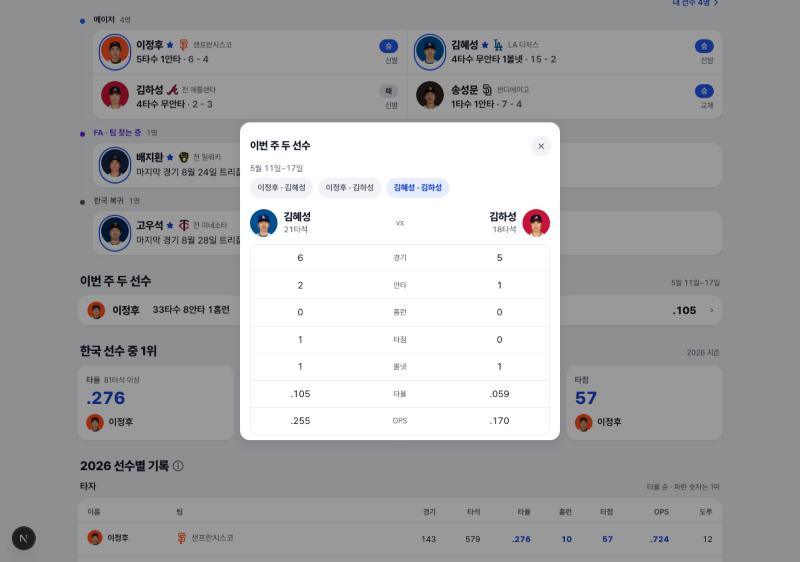 내 선수 4명 >
메이저 4명
이정후 ★ 샌프란시스코
5타수 1안타 · 6 - 4
승
선발
김혜성 ★ LA 다저스
4타수 무안타 1볼넷 · 15 - 2
승
선발
김하성 전 애틀랜타
4타수 무안타 · 2 - 3
패
선발
송성문 샌디에이고
1타수 1안타 · 7 - 4
승
교체
FA · 팀 찾는 중 1명
배지환 ★ 전 밀워키
마지막 경기 8월 24일 트리플
한국 복귀 1명
고우석 ★ 전 미네소타
마지막 경기 8월 28일 트리플
이번 주 두 선수
5월 11일–17일
이정후 33타수 8안타 1홈런
.105 >
한국 선수 중 1위
2026 시즌
타율 81타석 이상
.276
이정후
타점
57
이정후
2026 선수별 기록 ⓘ
타자
타율 순 · 파란 숫자는 1위
이름 팀 경기 타석 타율 홈런 타점 OPS 도루
이정후 샌프란시스코 143 579 .276 10 57 .724 12
이번 주 두 선수
×
5월 11일–17일
이정후 · 김혜성
이정후 · 김하성
김혜성 · 김하성
김혜성 vs 김하성
21타석 18타석
6 경기 5
2 안타 1
0 홈런 0
1 타점 0
1 볼넷 1
.105 타율 .059
.255 OPS .170
N